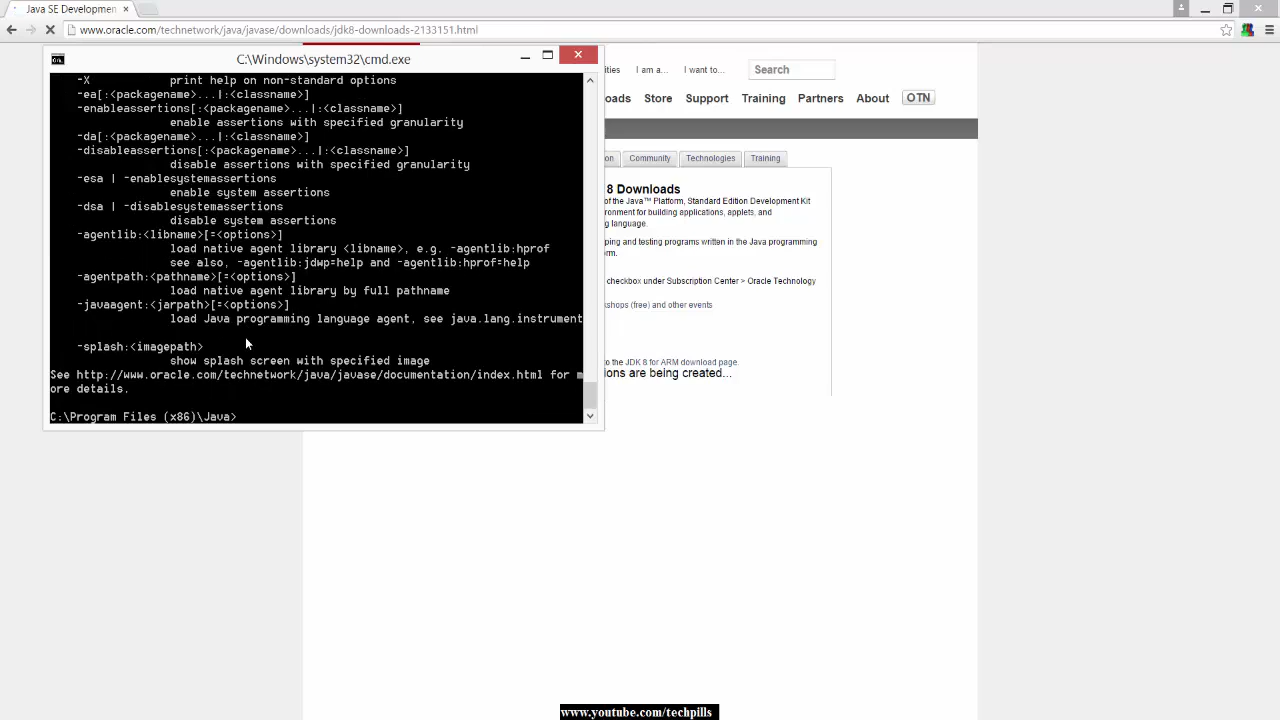 Java SE Developmen
www.oracle.com/technetwork/java/javase/downloads/jdk8-downloads-2133151.html
C:\Windows\system32\cmd.exe
-X print help on non-standard options
-ea[:<packagename>...|:<classname>]
-enableassertions[:<packagename>...|:<classname>]
enable assertions with specified granularity
-da[:<packagename>...|:<classname>]
-disableassertions[:<packagename>...|:<classname>]
disable assertions with specified granularity
-esa | -enablesystemassertions
enable system assertions
-dsa | -disablesystemassertions
disable system assertions
-agentlib:<libname>[=<options>]
load native agent library <libname>, e.g. -agentlib:hprof
see also, -agentlib:jdwp=help and -agentlib:hprof=help
-agentpath:<pathname>[=<options>]
load native agent library by full pathname
-javaagent:<jarpath>[=<options>]
load Java programming language agent, see java.lang.instrument
-splash:<imagepath>
show splash screen with specified image
See http://www.oracle.com/technetwork/java/javase/documentation/index.html for m
ore details.
C:\Program Files (x86)\Java>
ities I am a... I want to... Search
oads Store Support Training Partners About OTN
on Community Technologies Training
8 Downloads
of the Java™ Platform, Standard Edition Development Kit
ironment for building applications, applets, and
g language.
ping and testing programs written in the Java programming
orm.
checkbox under Subscription Center > Oracle Technology
kshops (free) and other events
to the JDK 8 for ARM download page.
ions are being created...
www.youtube.com/techpills